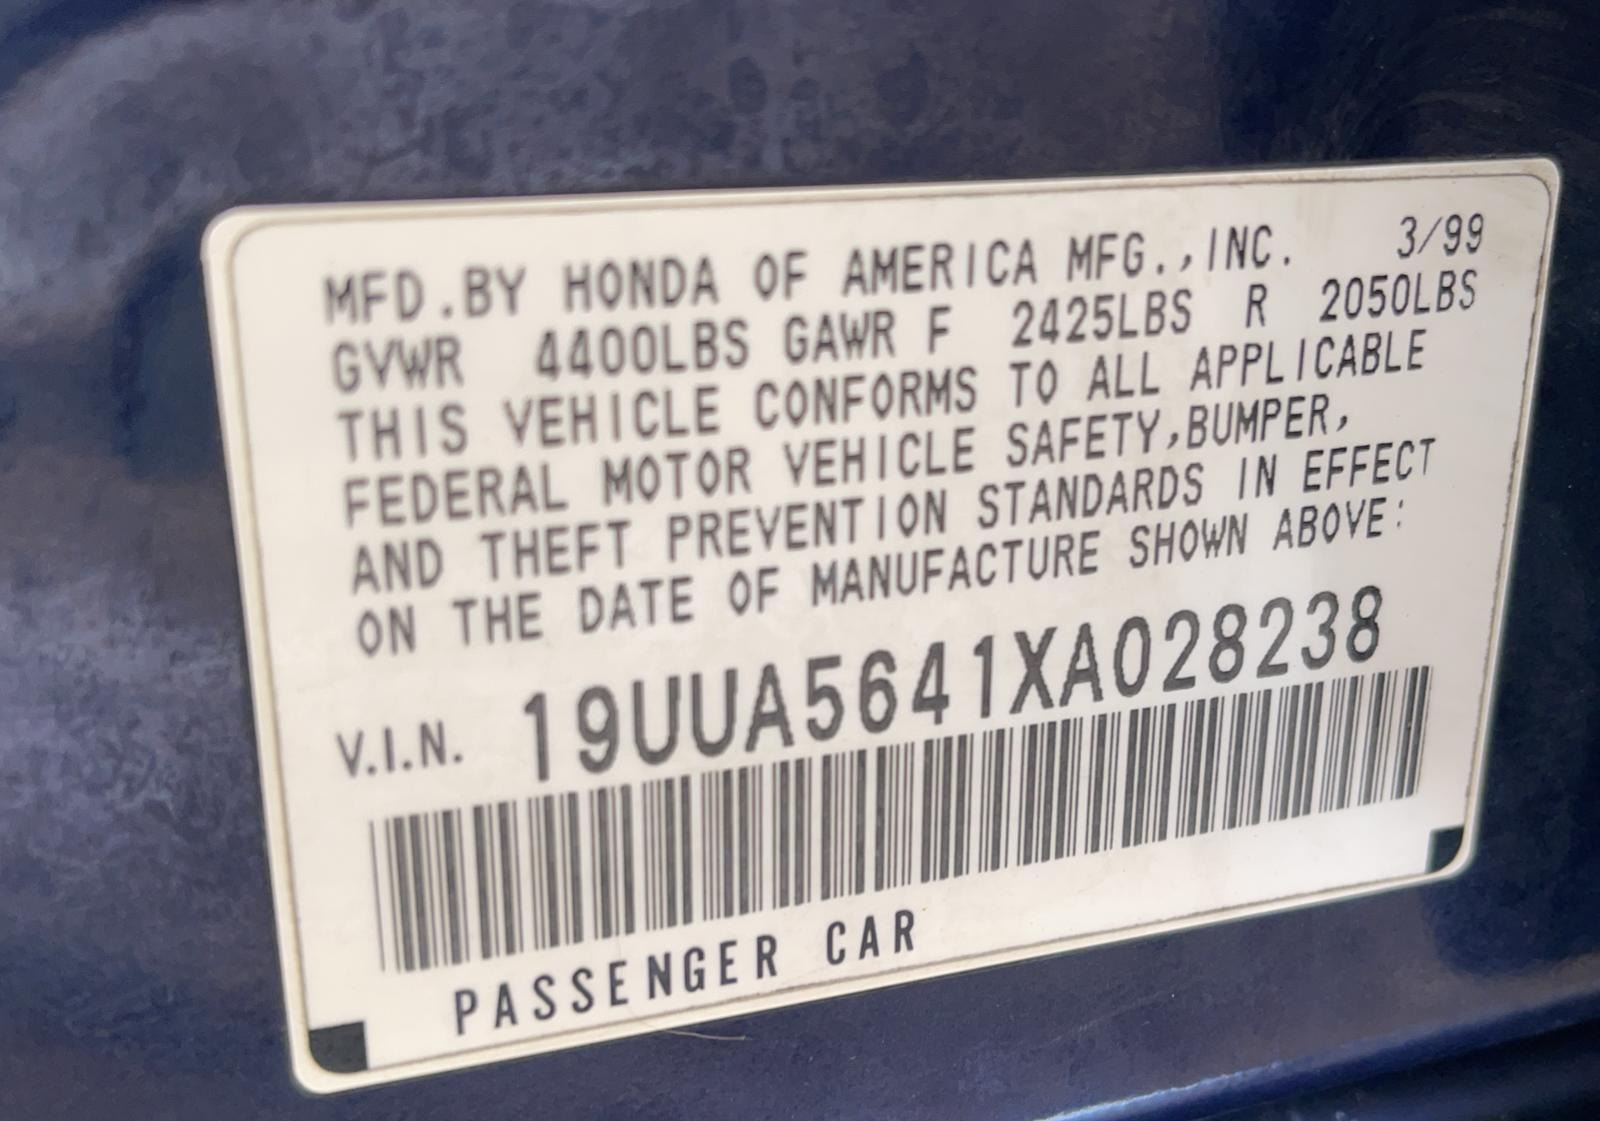 MFD.BY HONDA OF AMERICA MFG.,INC. 3/99
GVWR 4400LBS GAWR F 2425LBS R 2050LBS
THIS VEHICLE CONFORMS TO ALL APPLICABLE
FEDERAL MOTOR VEHICLE SAFETY,BUMPER,
AND THEFT PREVENTION STANDARDS IN EFFECT
ON THE DATE OF MANUFACTURE SHOWN ABOVE:
V.I.N. 19UUA5641XA028238
PASSENGER CAR